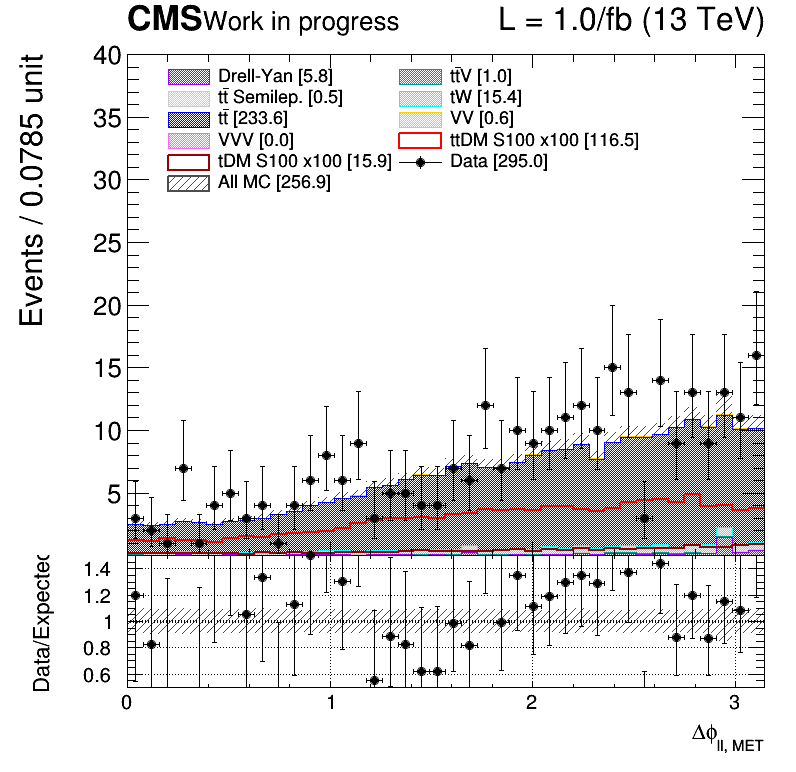 CMS Work in progress L = 1.0/fb (13 TeV)
Events / 0.0785 unit
40
35
30
25
20
15
10
5
Drell-Yan [5.8]
tt̄V [1.0]
tt̄ Semilep. [0.5]
tW [15.4]
tt̄ [233.6]
VV [0.6]
VVV [0.0]
ttDM S100 x100 [116.5]
tDM S100 x100 [15.9]
Data [295.0]
All MC [256.9]
Data/Expected
1.4
1.2
1
0.8
0.6
0 1 2 3
Δϕll, MET